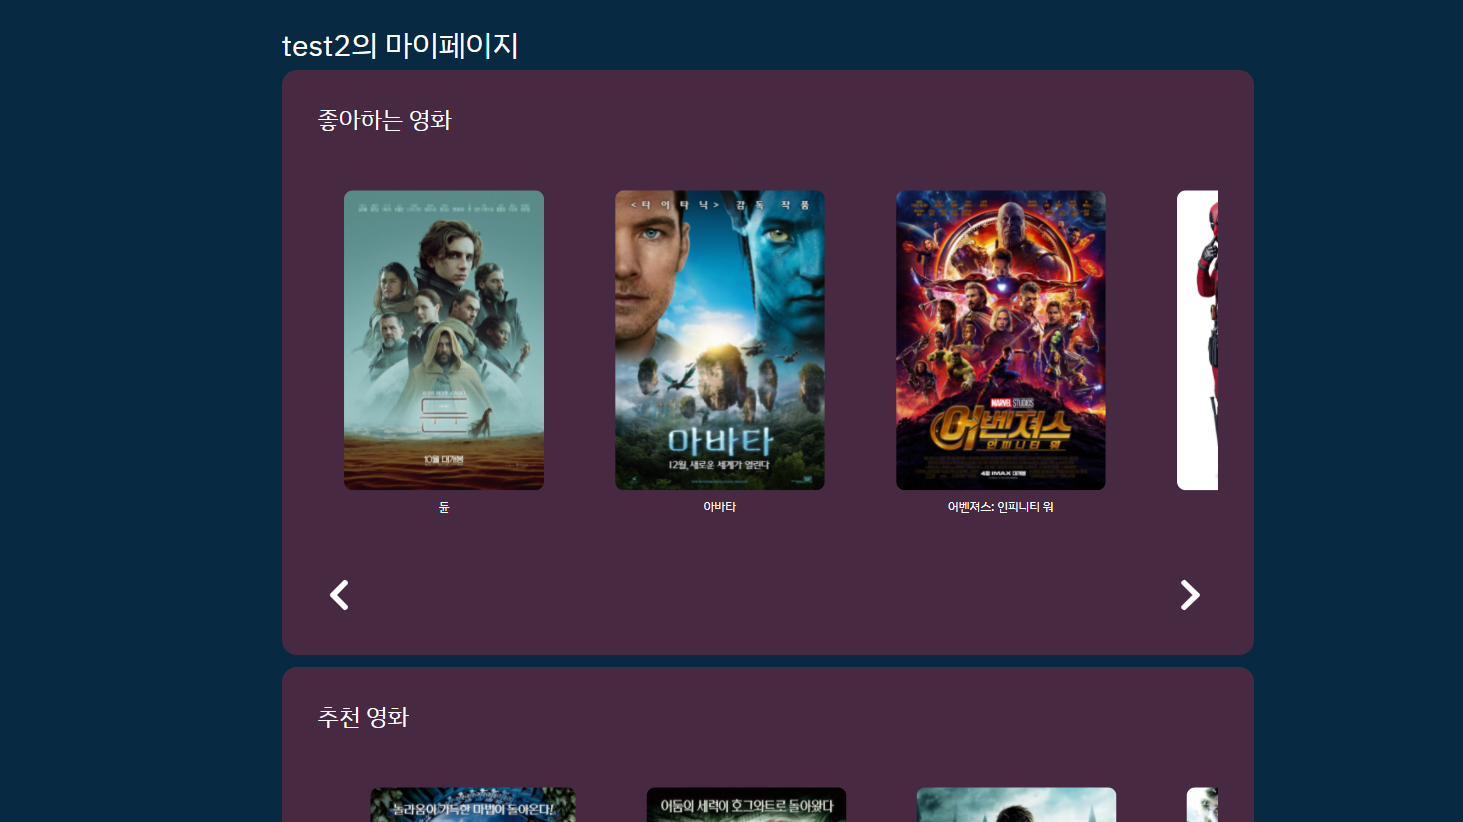 test2의 마이페이지
좋아하는 영화
<타이타닉> 감독 작품
아바타
12월, 새로운 세계가 열린다
MARVEL STUDIOS
어벤져스
인피니티 워
4월 IMAX 대개봉
10월 대개봉
듄
아바타
어벤져스: 인피니티 워
추천 영화
놀라움이 가득한 마법이 돌아온다!
어둠의 세력이 호그와트로 돌아왔다